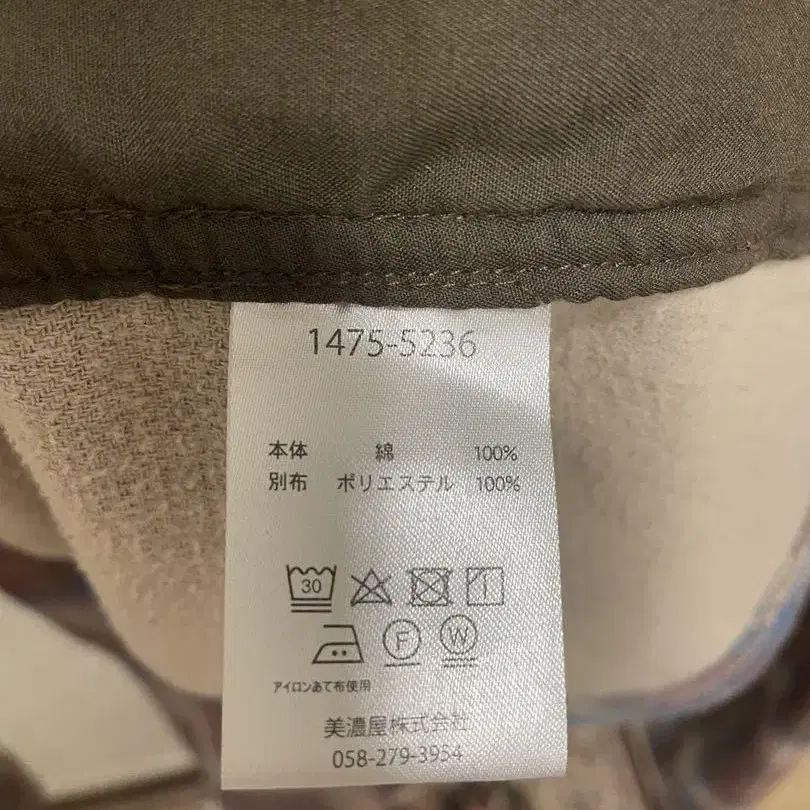 1475-5236
本体 綿 100%
別布 ポリエステル 100%
30
F W
アイロンあて布使用
美濃屋株式会社
058-279-3954